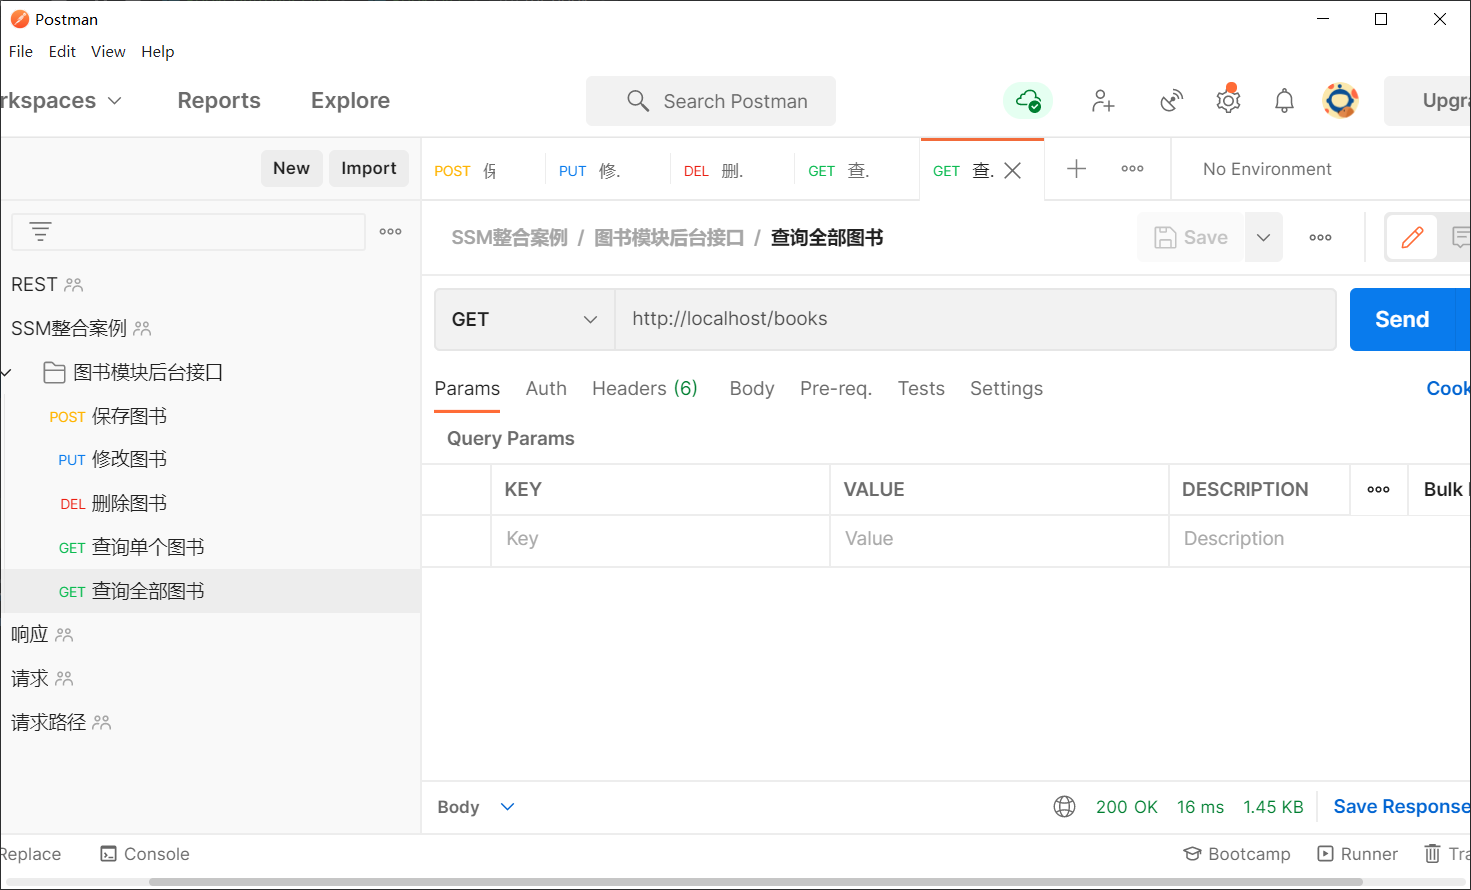 Postman
File Edit View Help
rkspaces Reports Explore Search Postman Upgra
New Import
POST 保 PUT 修. DEL 删. GET 查. GET 查. No Environment
SSM整合案例 / 图书模块后台接口 / 查询全部图书 Save
REST
SSM整合案例
图书模块后台接口
POST 保存图书
PUT 修改图书
DEL 删除图书
GET 查询单个图书
GET 查询全部图书
响应
请求
请求路径
GET http://localhost/books Send
Params Auth Headers (6) Body Pre-req. Tests Settings Cook
Query Params
KEY VALUE DESCRIPTION Bulk
Key Value Description
Body 200 OK 16 ms 1.45 KB Save Response
Replace Console Bootcamp Runner Tra